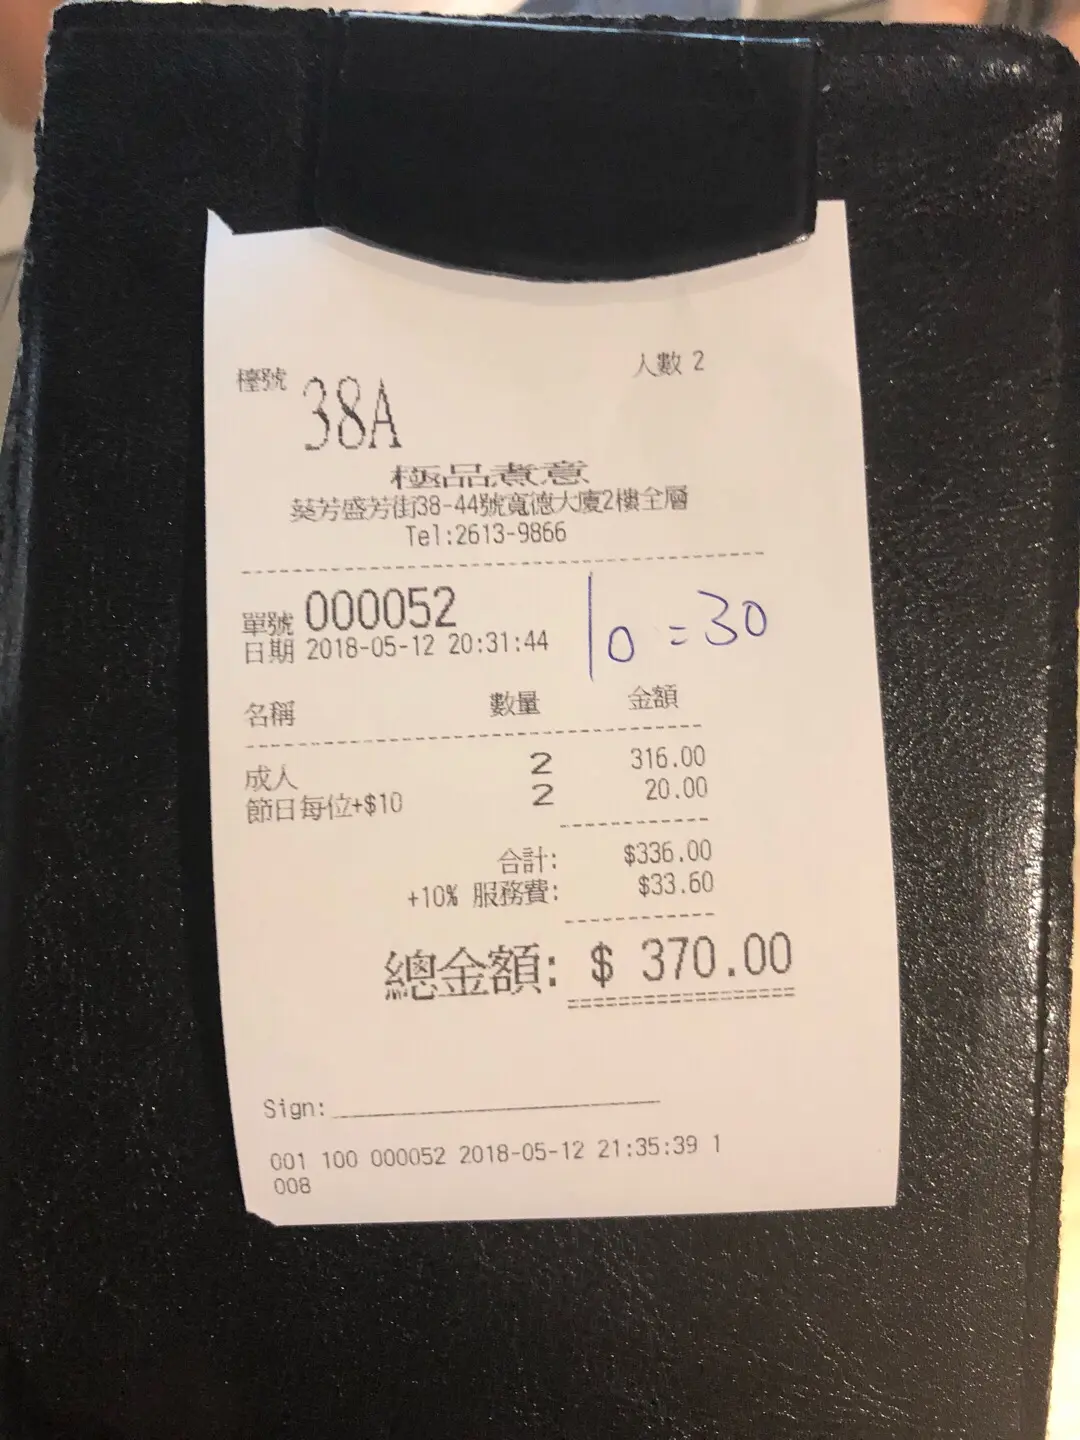 檯號 38A 人數 2
極品煮意
葵芳盛芳街38-44號寬德大廈2樓全層
Tel:2613-9866
單號 000052
日期 2018-05-12 20:31:44
10 = 30
名稱 數量 金額
成人 2 316.00
節日每位+$10 2 20.00
合計: $336.00
+10% 服務費: $33.60
總金額: $ 370.00
Sign:
001 100 000052 2018-05-12 21:35:39 1
008